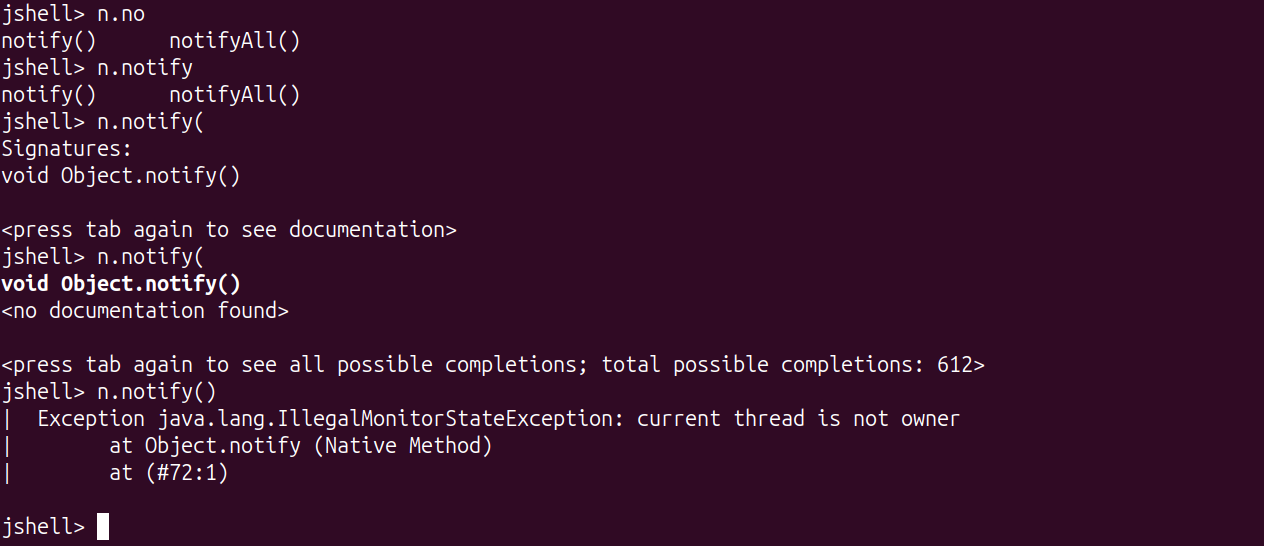 jshell> n.no
notify()      notifyAll()
jshell> n.notify
notify()      notifyAll()
jshell> n.notify(
Signatures:
void Object.notify()

<press tab again to see documentation>
jshell> n.notify(
void Object.notify()
<no documentation found>

<press tab again to see all possible completions; total possible completions: 612>
jshell> n.notify()
|  Exception java.lang.IllegalMonitorStateException: current thread is not owner
|        at Object.notify (Native Method)
|        at (#72:1)

jshell>